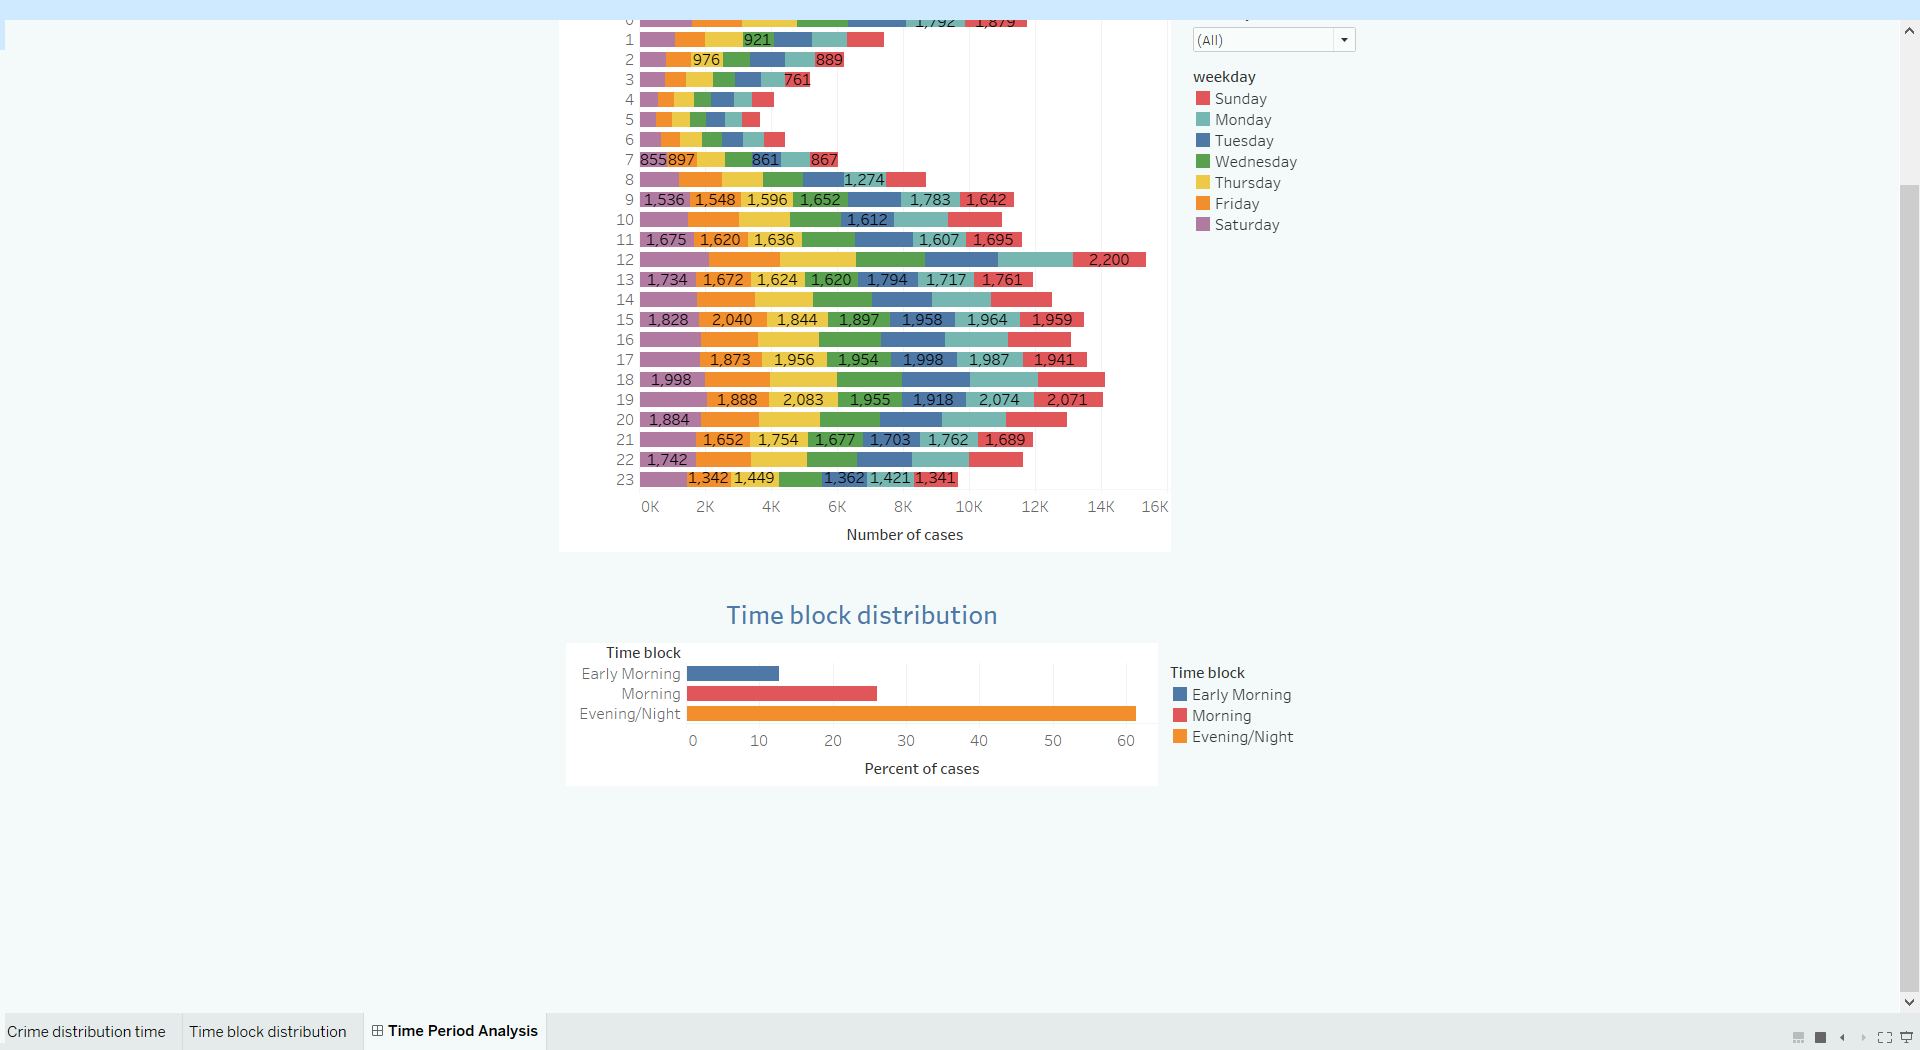 0 1,792 1,879
(All)
1 921
2 976 889
3 761
4
5
6
7 855 897 861 867
8 1,274
9 1,536 1,548 1,596 1,652 1,783 1,642
10 1,612
11 1,675 1,620 1,636 1,607 1,695
12 2,200
13 1,734 1,672 1,624 1,620 1,794 1,717 1,761
14
15 1,828 2,040 1,844 1,897 1,958 1,964 1,959
16
17 1,873 1,956 1,954 1,998 1,987 1,941
18 1,998
19 1,888 2,083 1,955 1,918 2,074 2,071
20 1,884
21 1,652 1,754 1,677 1,703 1,762 1,689
22 1,742
23 1,342 1,449 1,362 1,421 1,341
0K 2K 4K 6K 8K 10K 12K 14K 16K
Number of cases
weekday
Sunday
Monday
Tuesday
Wednesday
Thursday
Friday
Saturday
Time block distribution
Time block
Early Morning
Morning
Evening/Night
0 10 20 30 40 50 60
Percent of cases
Time block
Early Morning
Morning
Evening/Night
Crime distribution time Time block distribution Time Period Analysis